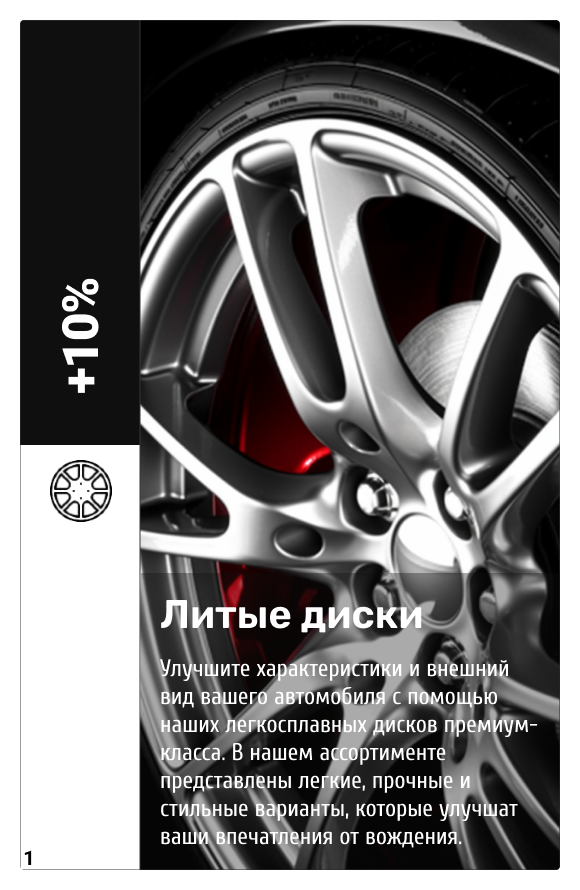 +10%
Литые диски
Улучшите характеристики и внешний
вид вашего автомобиля с помощью
наших легкосплавных дисков премиум-
класса. В нашем ассортименте
представлены легкие, прочные и
стильные варианты, которые улучшат
ваши впечатления от вождения.
1